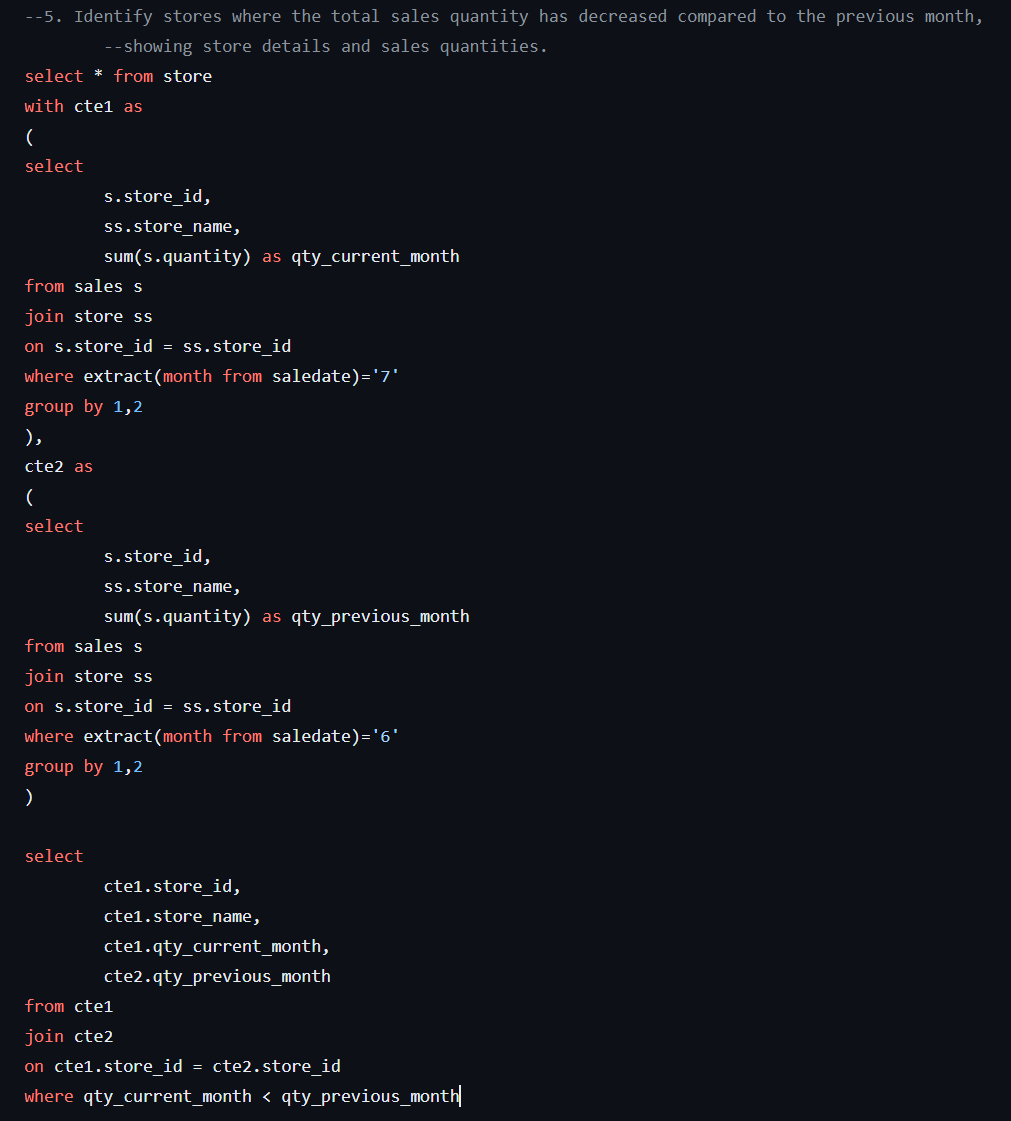 --5. Identify stores where the total sales quantity has decreased compared to the previous month,
--showing store details and sales quantities.
select * from store
with cte1 as
(
select
s.store_id,
ss.store_name,
sum(s.quantity) as qty_current_month
from sales s
join store ss
on s.store_id = ss.store_id
where extract(month from saledate)='7'
group by 1,2
),
cte2 as
(
select
s.store_id,
ss.store_name,
sum(s.quantity) as qty_previous_month
from sales s
join store ss
on s.store_id = ss.store_id
where extract(month from saledate)='6'
group by 1,2
)
select
cte1.store_id,
cte1.store_name,
cte1.qty_current_month,
cte2.qty_previous_month
from cte1
join cte2
on cte1.store_id = cte2.store_id
where qty_current_month < qty_previous_month